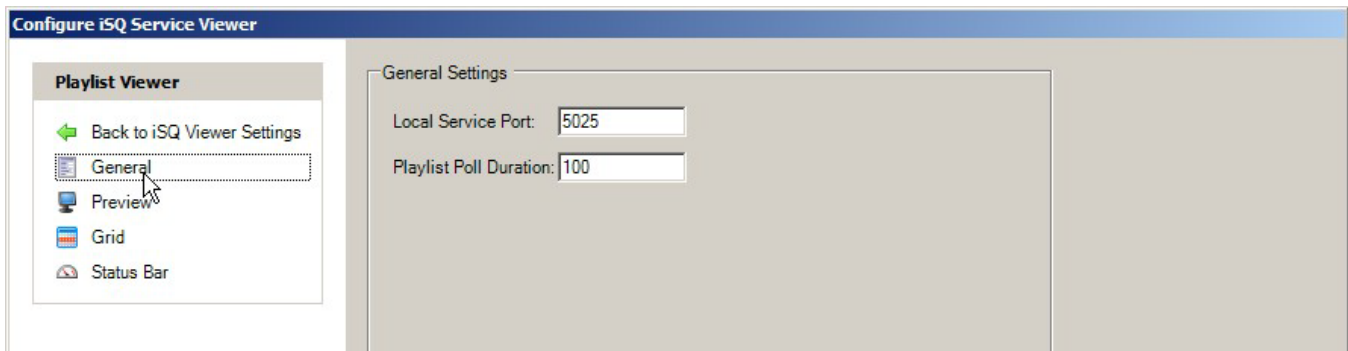 Configure iSQ Service Viewer
Playlist Viewer
Back to iSQ Viewer Settings
General
Preview
Grid
Status Bar
General Settings
Local Service Port: 5025
Playlist Poll Duration: 100